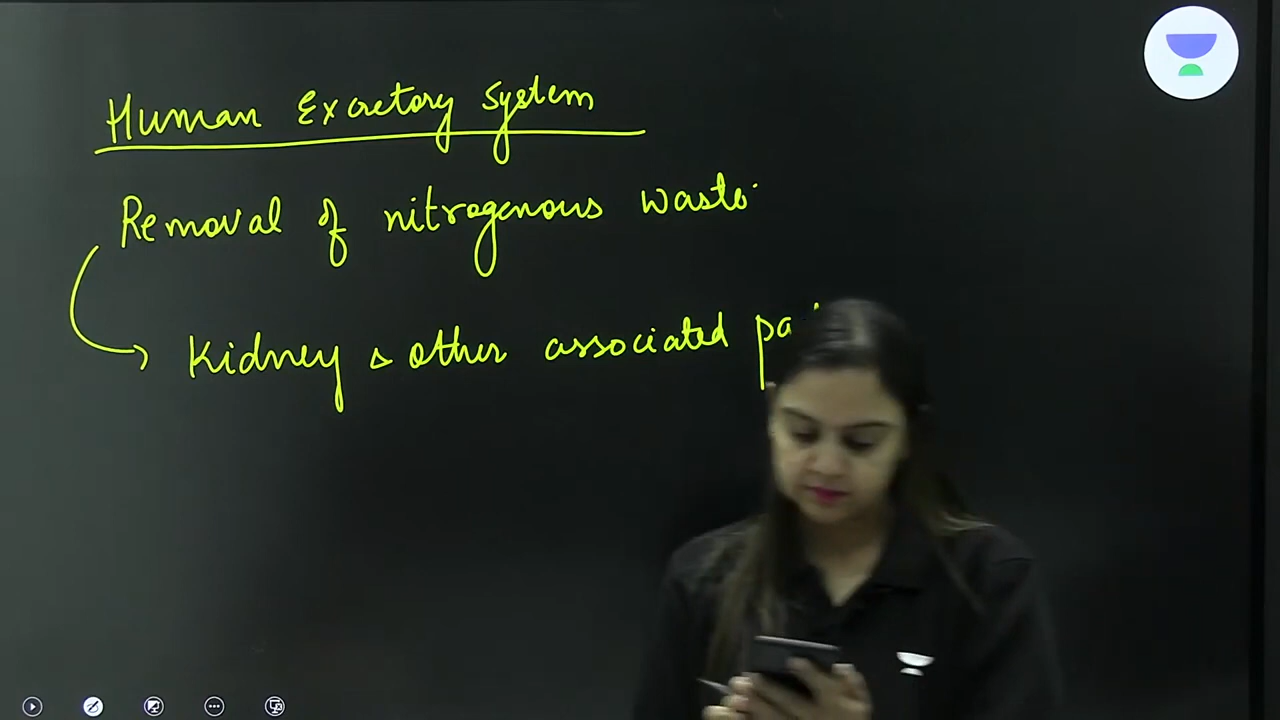 Human Excretory System
Removal of nitrogenous waste
Kidney & other associated